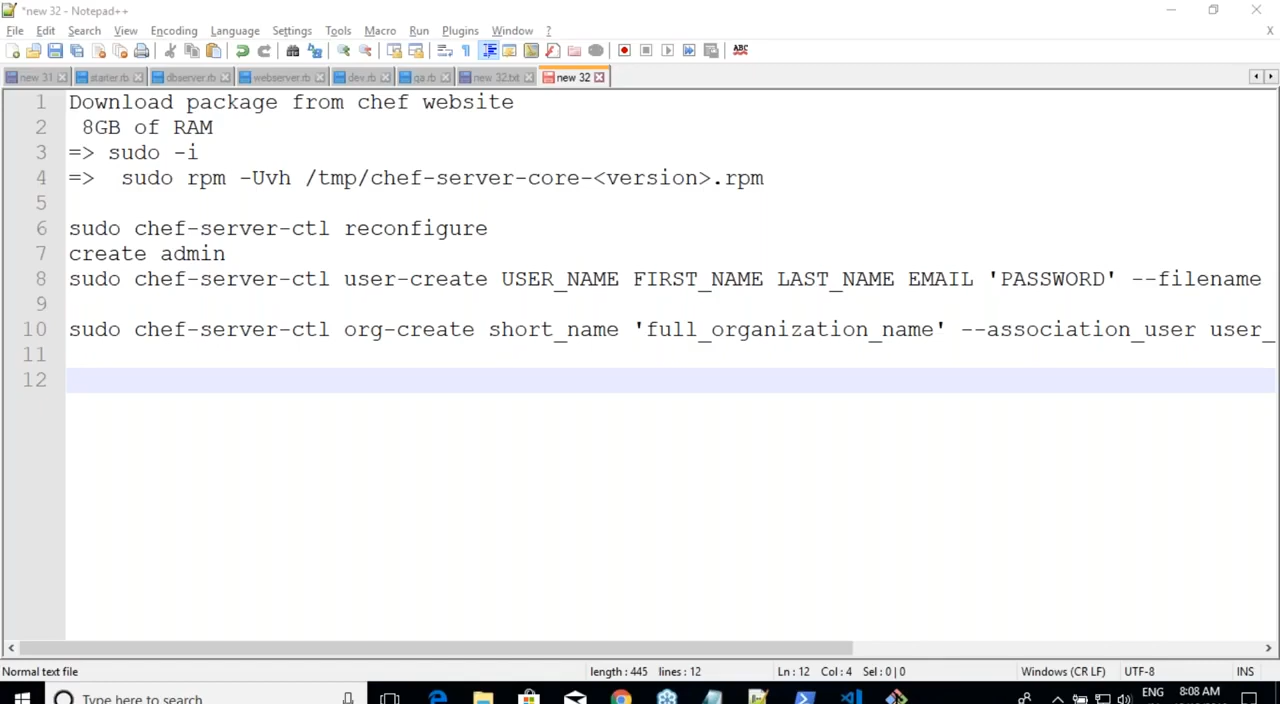 *new 32 - Notepad++
File Edit Search View Encoding Language Settings Tools Macro Run Plugins Window ?
X
ABC
new 31 starter.rb dbserver.rb webserver.rb dev.rb qa.rb new 32.txt new 32
1 Download package from chef website
2 8GB of RAM
3 => sudo -i
4 => sudo rpm -Uvh /tmp/chef-server-core-<version>.rpm
5
6 sudo chef-server-ctl reconfigure
7 create admin
8 sudo chef-server-ctl user-create USER_NAME FIRST_NAME LAST_NAME EMAIL 'PASSWORD' --filename
9
10 sudo chef-server-ctl org-create short_name 'full_organization_name' --association_user user_
11
12
Normal text file length : 445 lines : 12 Ln : 12 Col : 4 Sel : 0 | 0 Windows (CR LF) UTF-8 INS
Type here to search ENG 8:08 AM